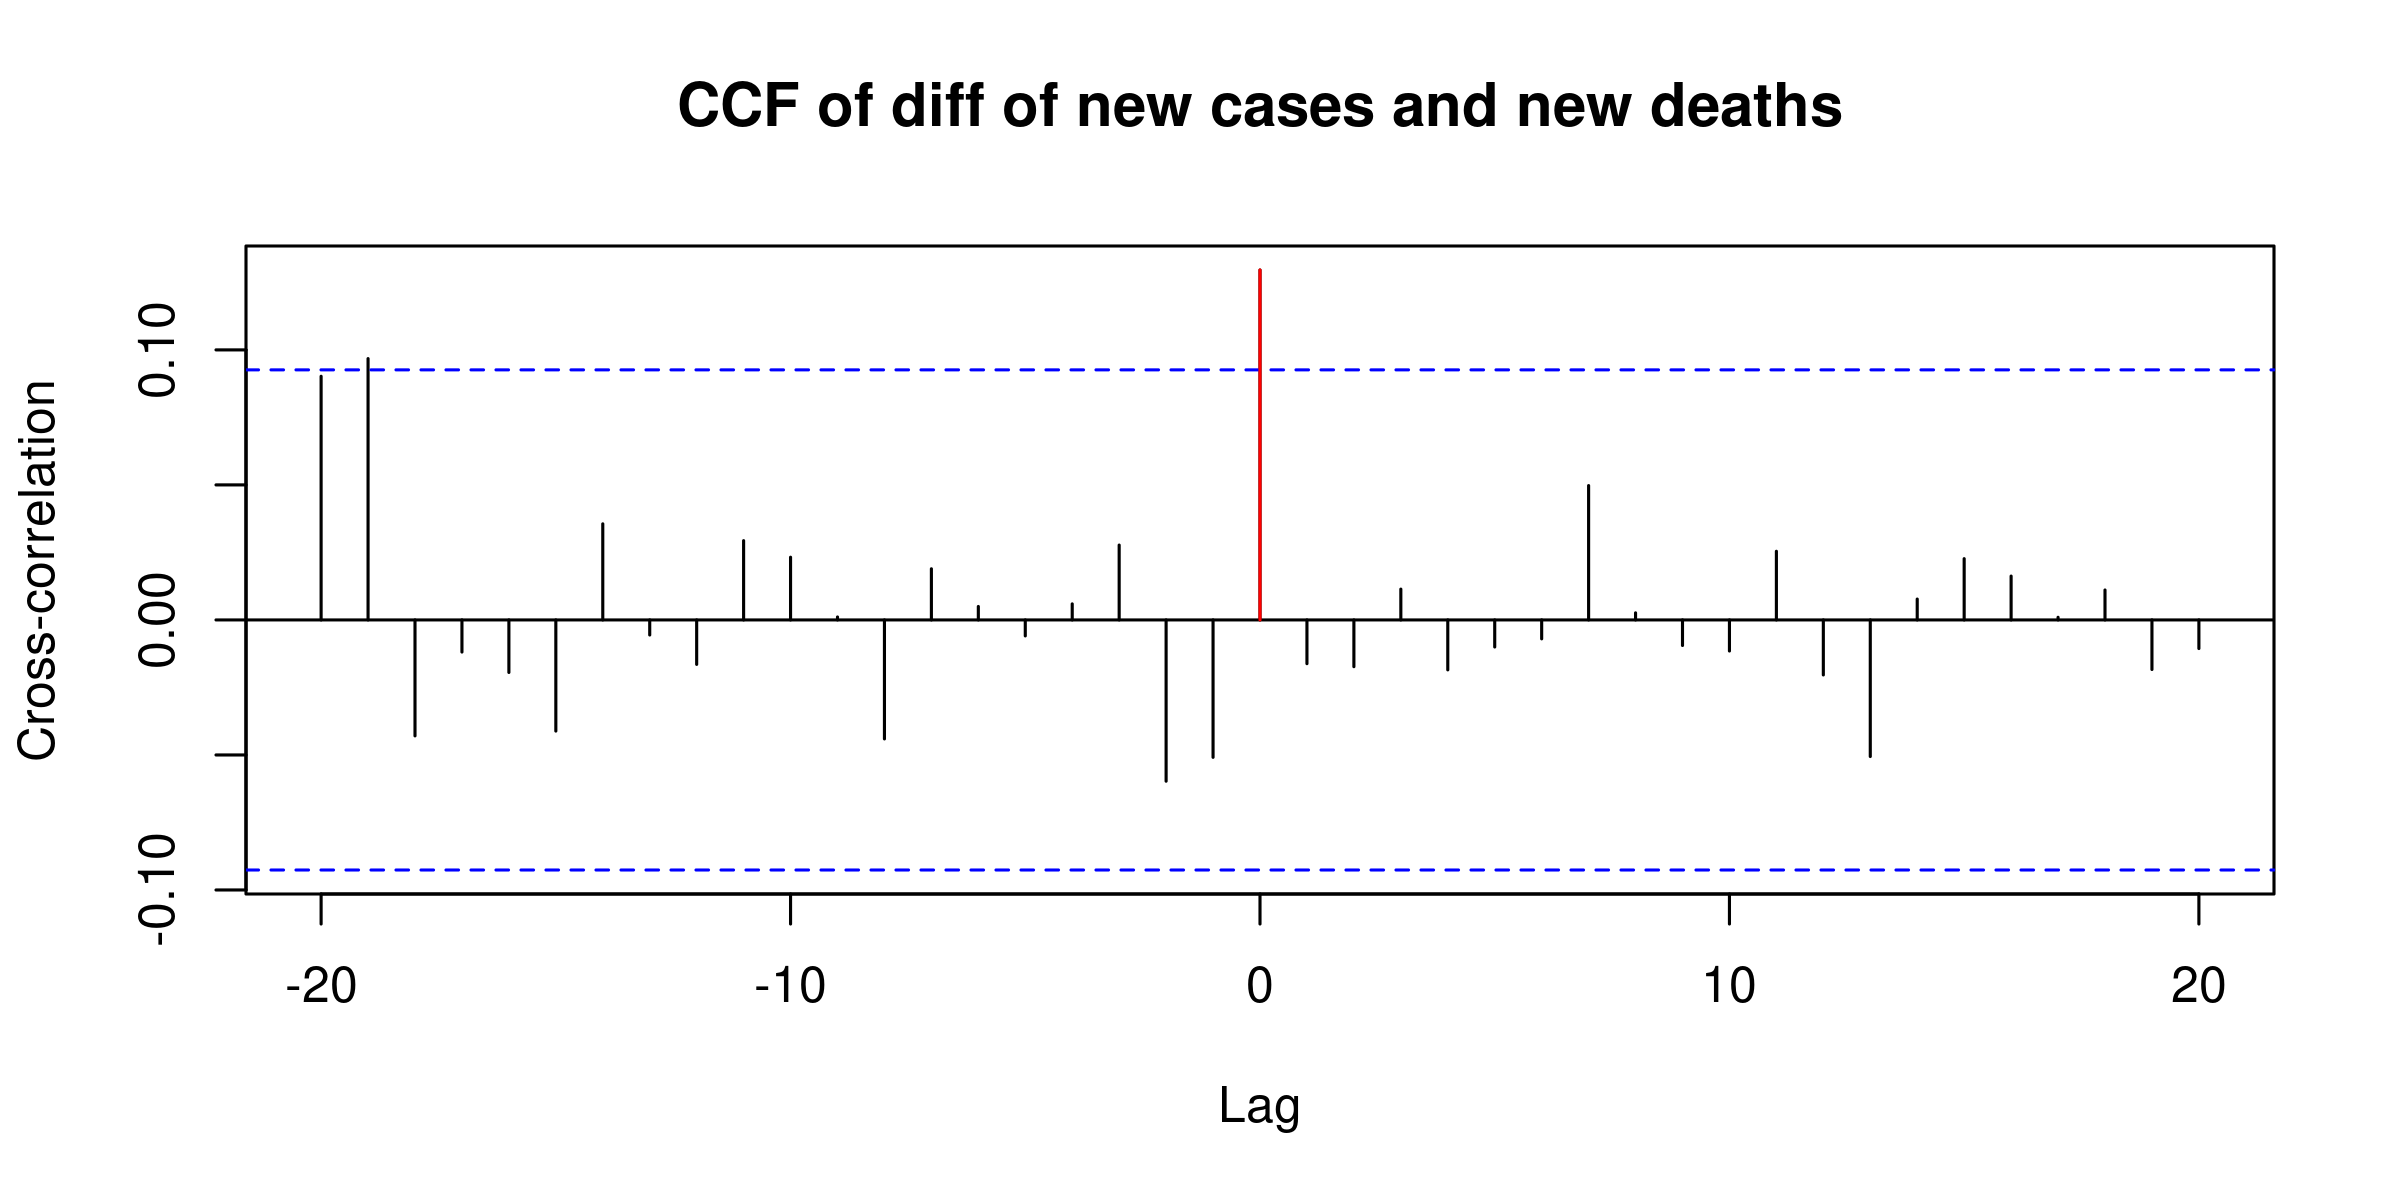 CCF of diff of new cases and new deaths
Cross-correlation
0.10
0.00
-0.10
-20 -10 0 10 20
Lag